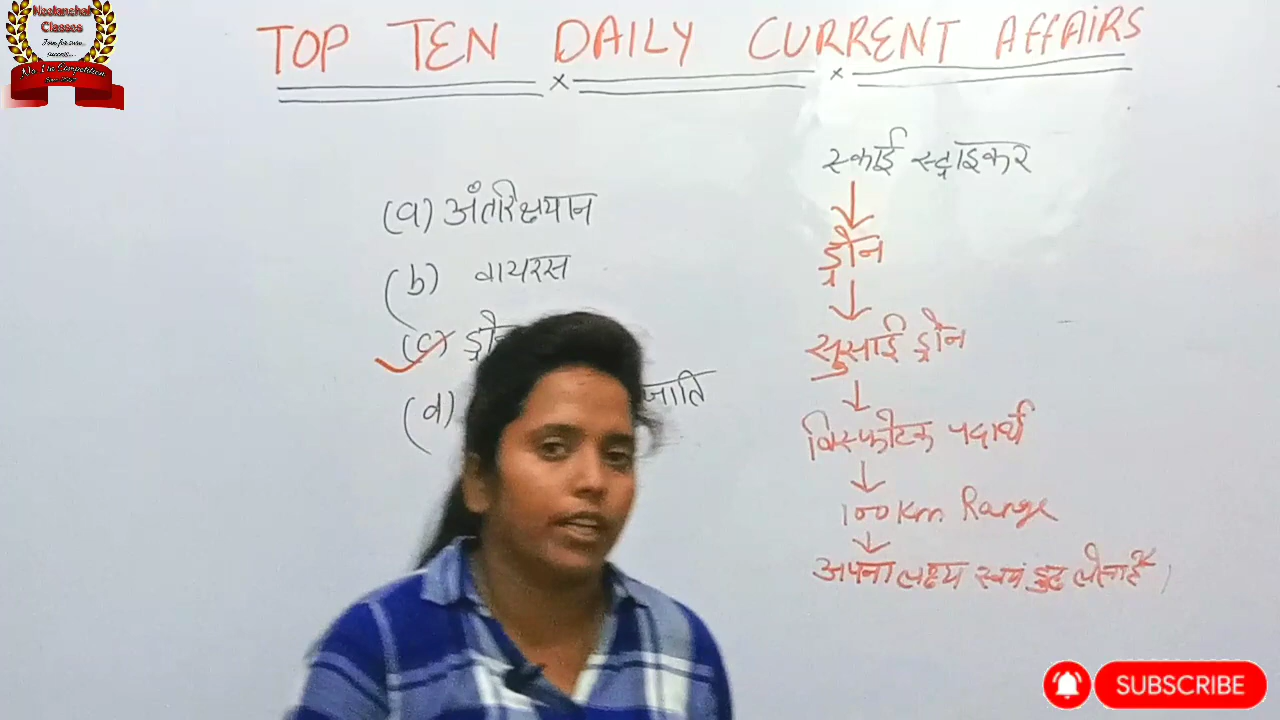 Neelanchal
Classes
TOP TEN DAILY CURRENT AFFAIRS
(a) अंतरिक्षयान
(b) वायरस
(c) ड्रोन
(d) जाति
स्काई स्ट्राइकर
ड्रोन
सुसाई ड्रोन
विस्फोटक पदार्थ
100 km Range
अपना लक्ष्य स्वयं ढूढ लेता है
SUBSCRIBE